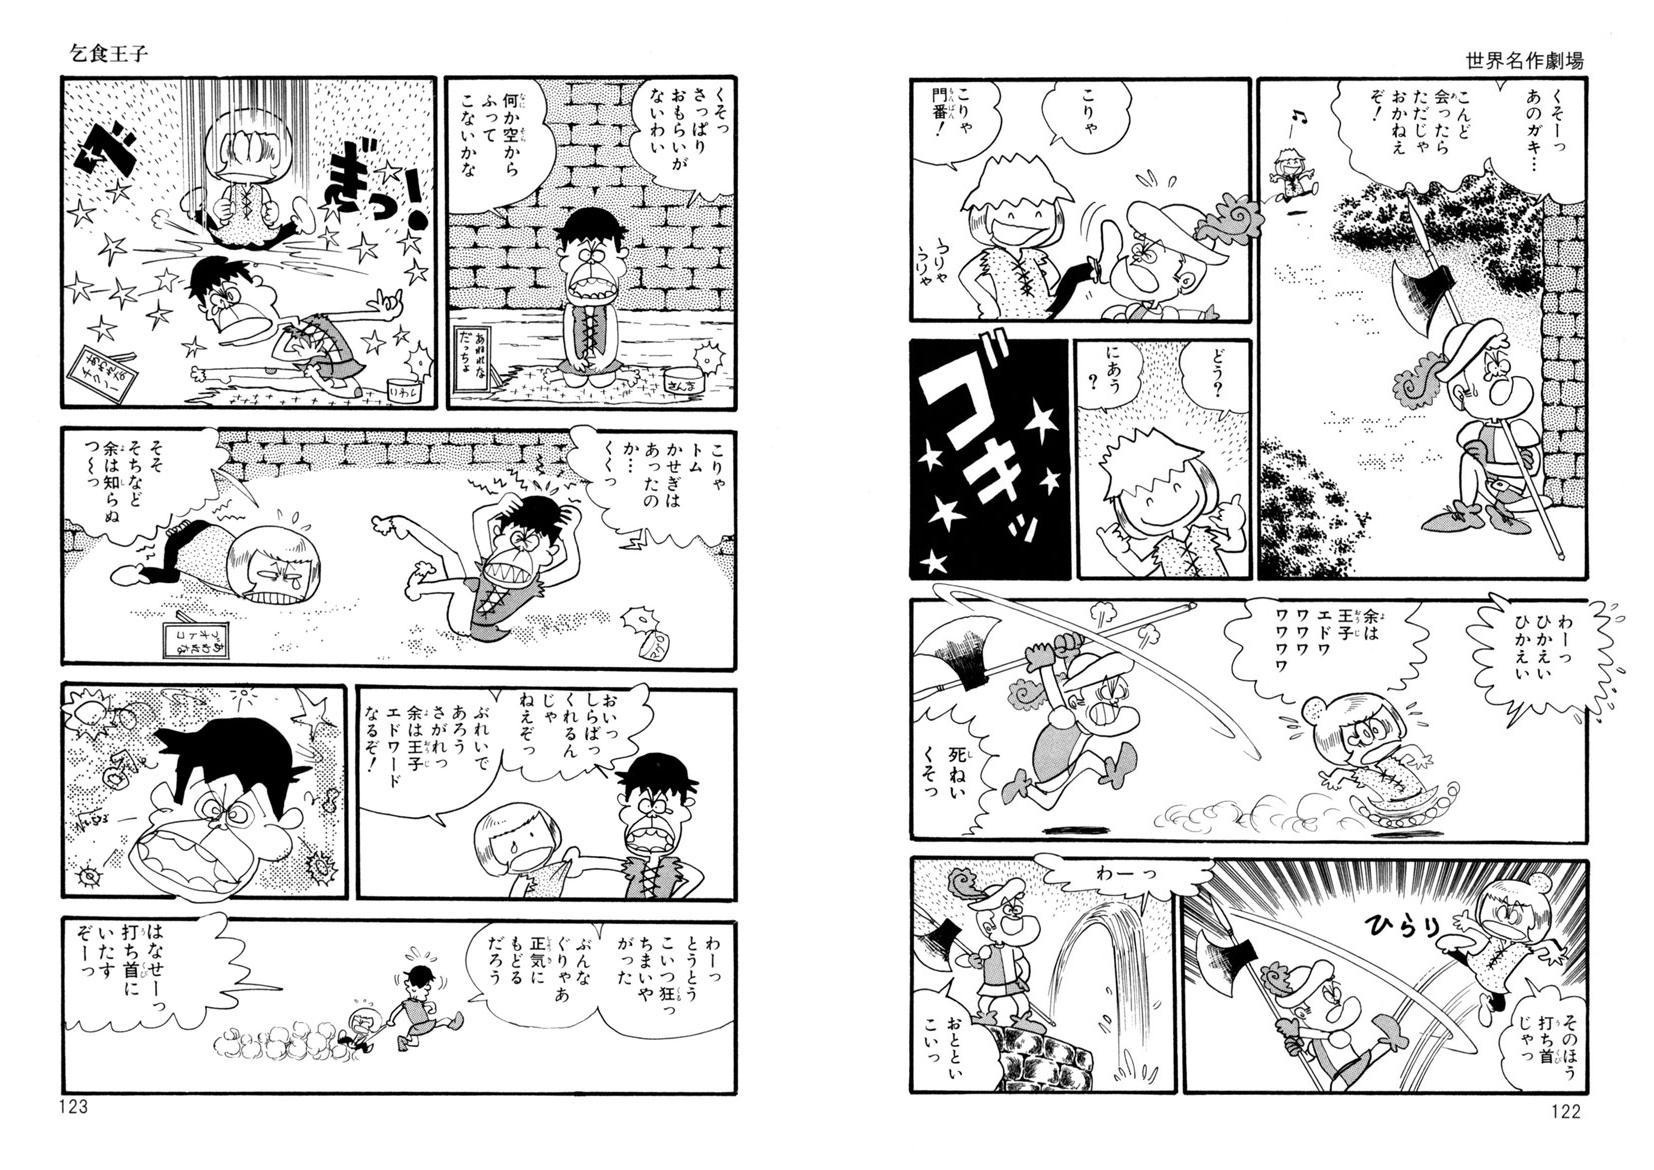 世界名作劇場
くそーっ
あのガキ…
こんど
会ったら
ただじゃ
おかねえ
ぞ！
♪
こりゃ
こりゃ
門番！
うりゃ
うりゃ
どう？
にあう
？
ゴキッ
わーっ
ひかえい
ひかえい
余は
王子
エドワ
ワワワ
ワワワワ
死ねい
くそっ
そのほう
打ち首
じゃっ
ひらり
わーっ
おととい
こいっ
122
乞食王子
くそっ
さっぱり
おもらいが
ないわい
何か空から
ふって
こないかな
あわれな
だっちょ
さんま
ぎっ！
グ
いわし
こりゃ
トム
かせぎは
あったの
か…
くくっ
そそ
そちなど
余は知らぬ
つ～っ
あわれな
オトコ
おいっ
しらばっ
くれるん
じゃ
ねえぞっ
ぶれいで
あろう
さがれっ
余は王子
エドワード
なるぞ！
わーっ
とうとう
こいつ狂っ
ちまいや
がった
ぶんな
ぐりゃあ
正気に
もどる
だろう
はなせーっ
打ち首に
いたす
ぞーっ
123